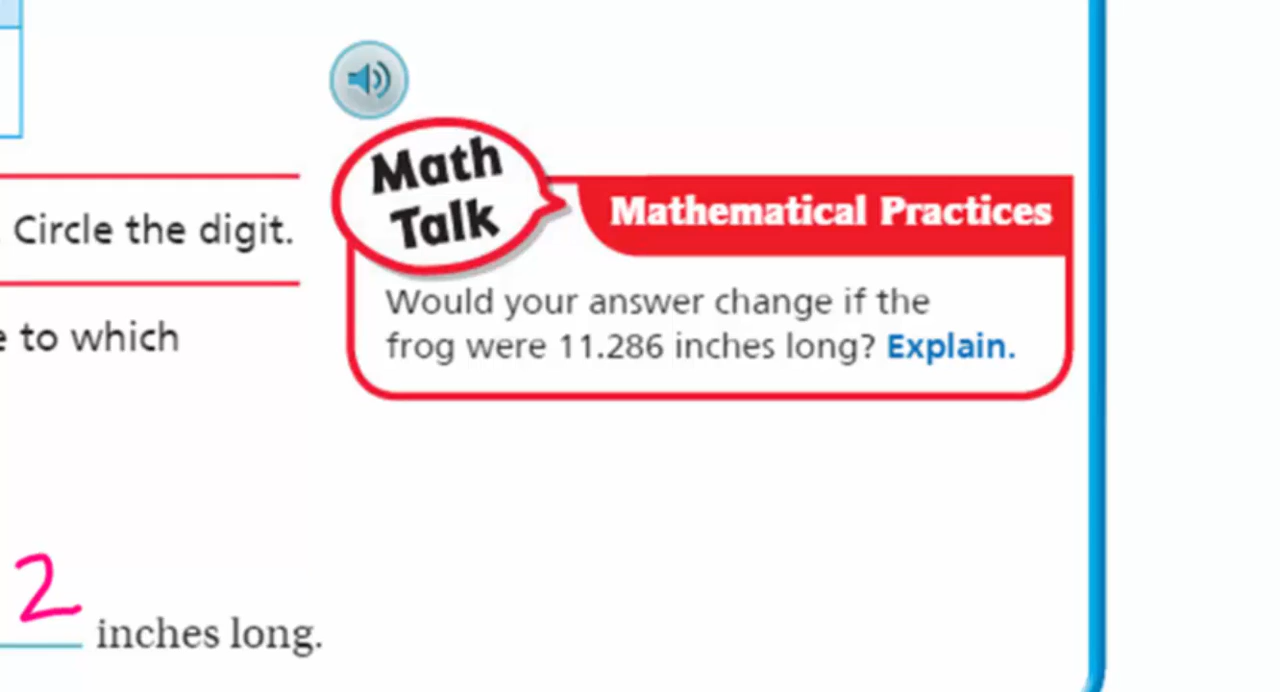 Math
Talk
Mathematical Practices
Circle the digit.
Would your answer change if the
to which
frog were 11.286 inches long? Explain.
2
inches long.